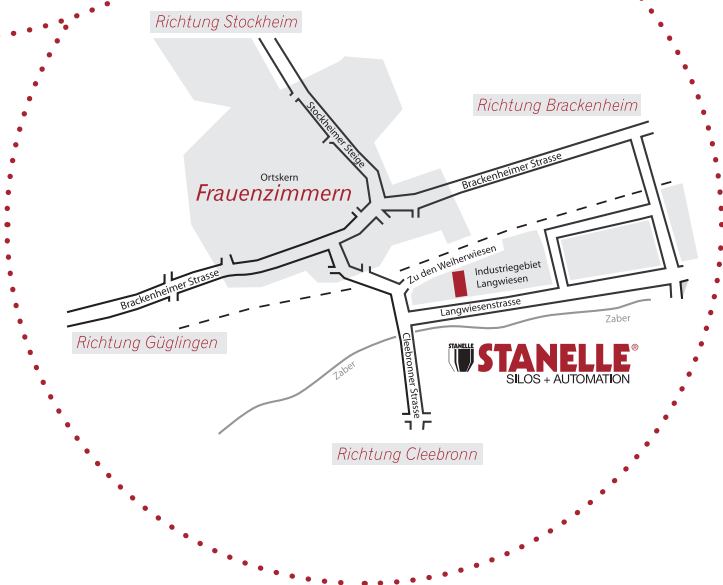 Richtung Stockheim
Richtung Brackenheim
Stockheimer Steige
Brackenheimer Strasse
Ortskern
Frauenzimmern
Zu den Weiherwiesen
Industriegebiet
Langwiesen
Brackenheimer Strasse
Langwiesenstrasse
Zaber
Richtung Güglingen
Zaber
Cleebronner Strasse
STANELLE
STANELLE®
SILOS + AUTOMATION
Richtung Cleebronn